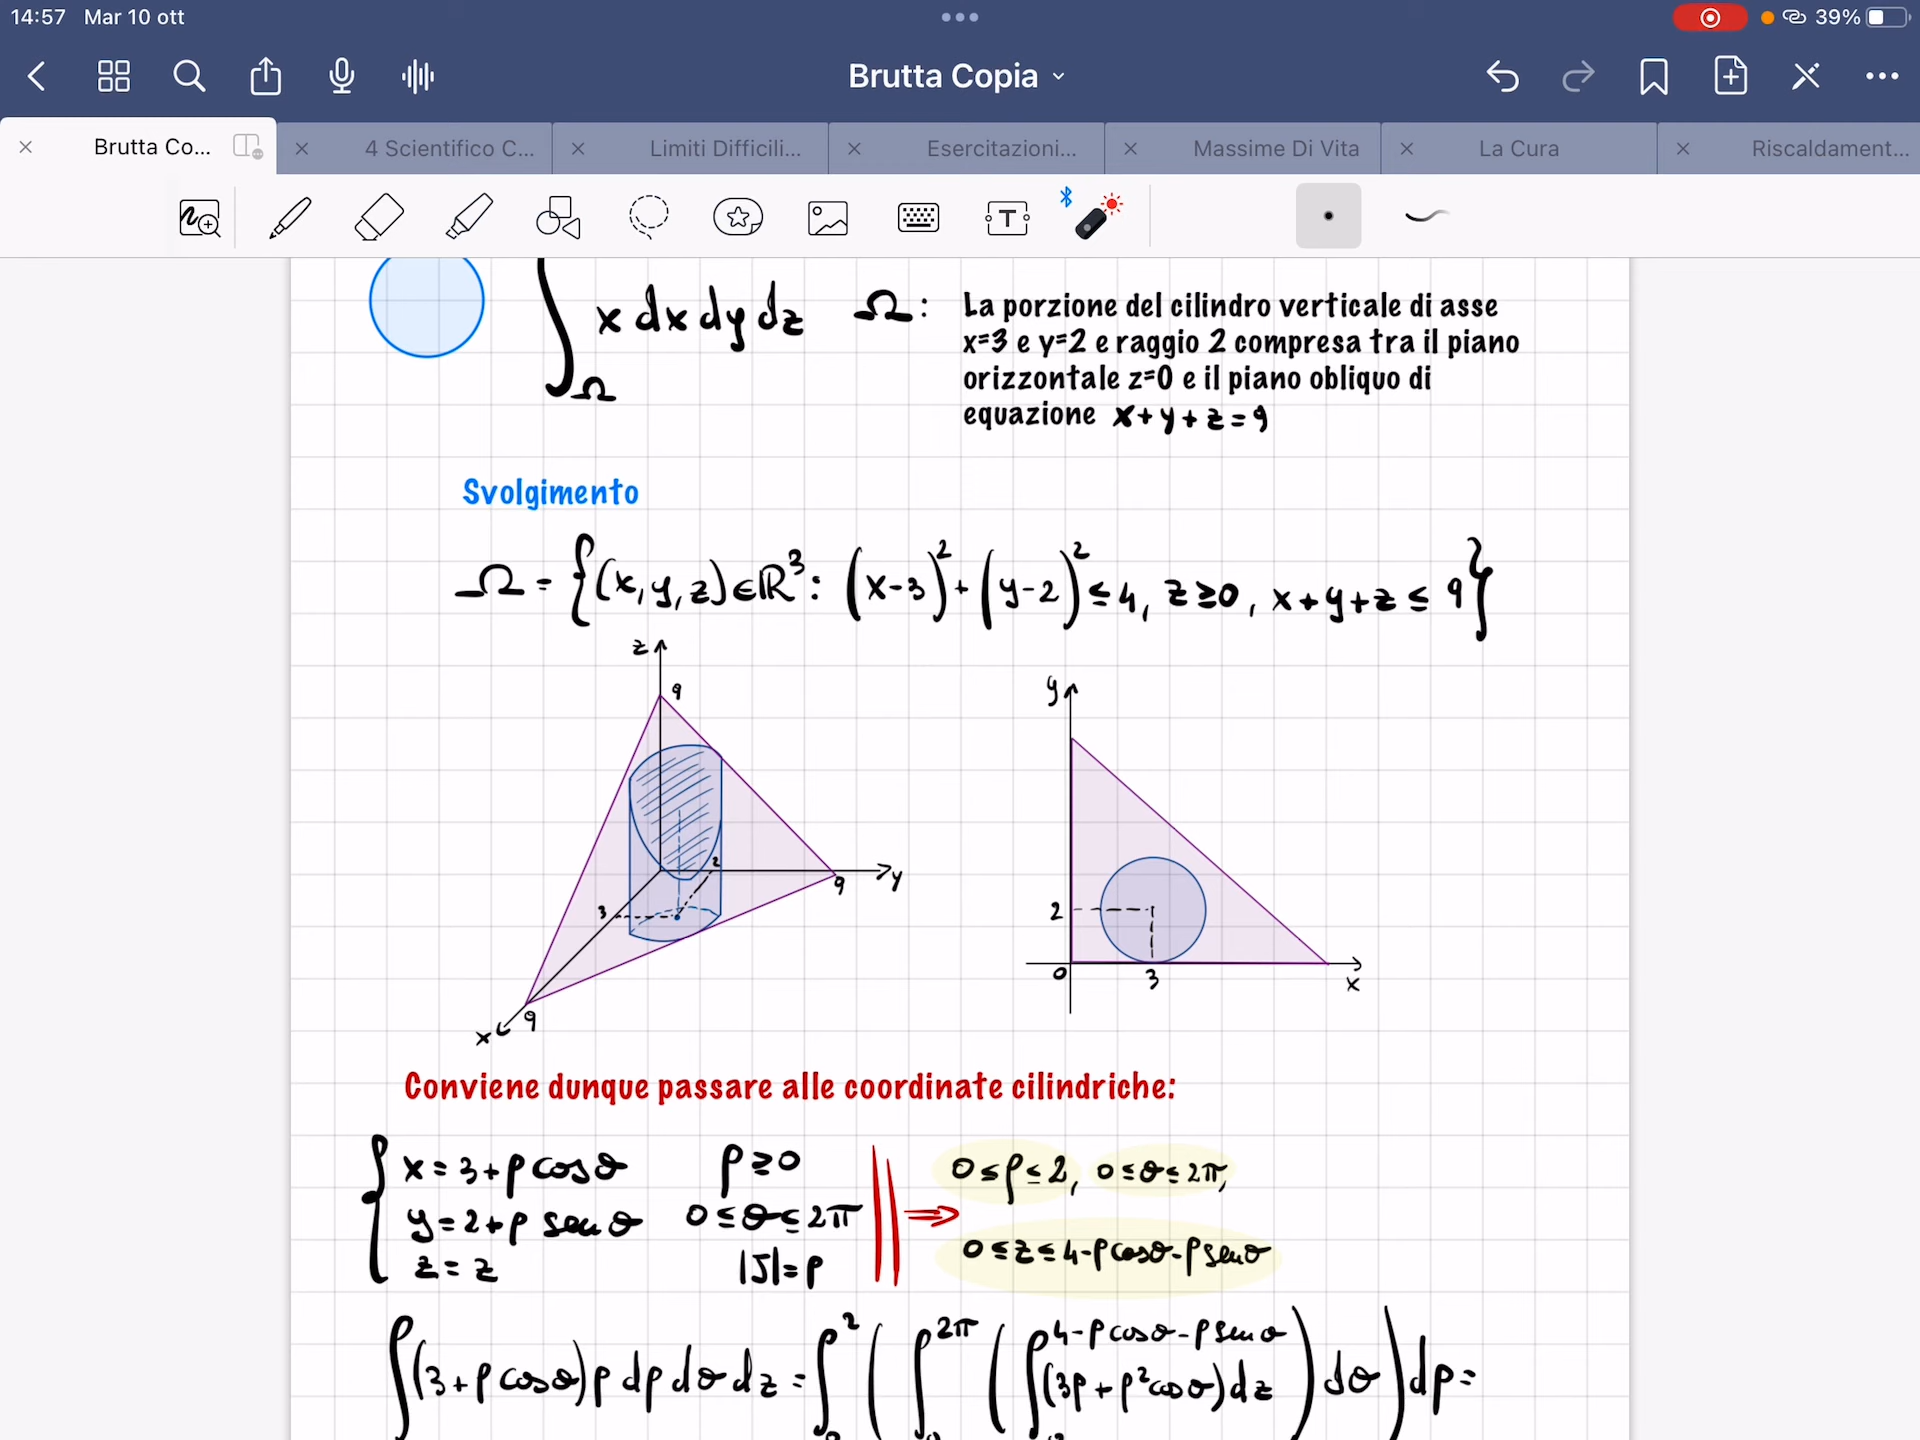 14:57 Mar 10 ott 39%
Brutta Copia
Brutta Co... 4 Scientifico C... Limiti Difficili... Esercitazioni... Massime Di Vita La Cura Riscaldament...
T
∫_Ω x dx dy dz Ω: La porzione del cilindro verticale di asse
x=3 e y=2 e raggio 2 compresa tra il piano
orizzontale z=0 e il piano obliquo di
equazione x+y+z=9
Svolgimento
Ω = {(x,y,z)∈ℝ³: (x-3)²+(y-2)²≤4, z≥0, x+y+z≤9}
z
9
2
y
9
3
x 9
y
2
0 3 x
Conviene dunque passare alle coordinate cilindriche:
x=3+ρcosθ ρ≥0 0≤ρ≤2, 0≤θ≤2π,
y=2+ρ senθ 0≤θ≤2π ⇒
z=z |J|=ρ 0≤z≤4-ρcosθ-ρsenθ
∫(3+ρcosθ)ρ dρ dθ dz = ∫² (∫^2π (∫^4-ρcosθ-ρsenθ (3ρ+ρ²cosθ)dz) dθ) dρ=